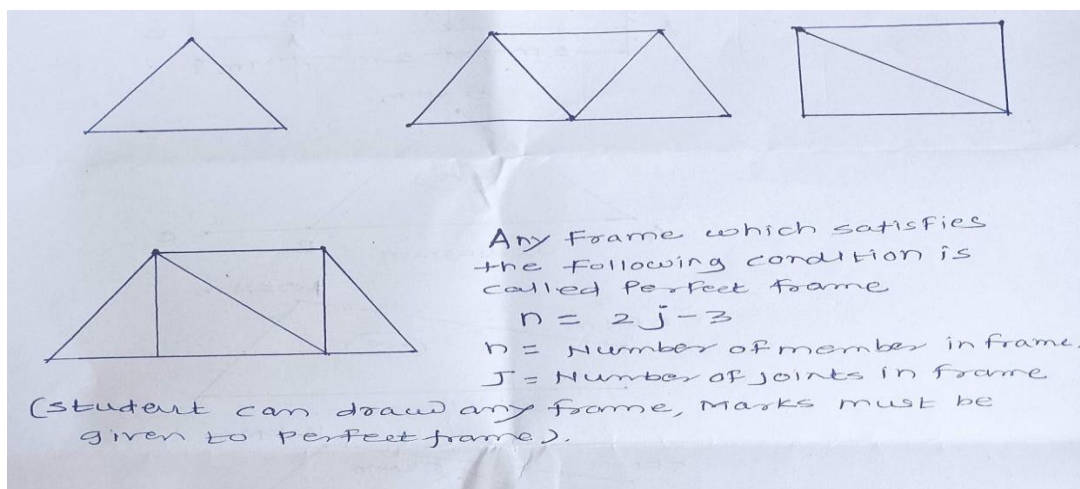 Any frame which satisfies
the following condition is
called Perfect frame
n = 2j-3
n = Number of member in frame.
J = Number of joints in frame
(student can draw any frame, Marks must be
given to Perfect frame).